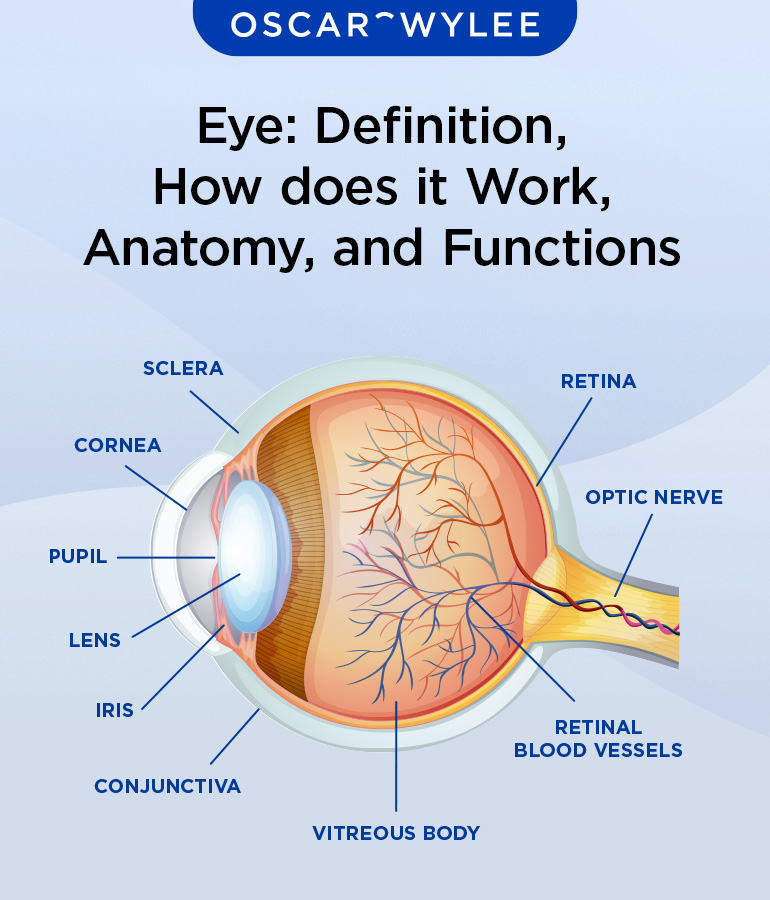 OSCAR WYLEE
Eye: Definition,
How does it Work,
Anatomy, and Functions
SCLERA
RETINA
CORNEA
OPTIC NERVE
PUPIL
LENS
IRIS
RETINAL
BLOOD VESSELS
CONJUNCTIVA
VITREOUS BODY